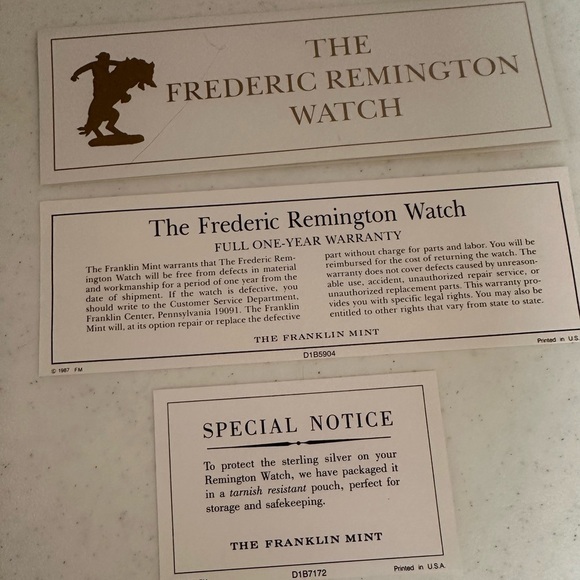 THE
FREDERIC REMINGTON
WATCH
The Frederic Remington Watch
FULL ONE-YEAR WARRANTY
The Franklin Mint warrants that The Frederic Rem-
ington Watch will be free from defects in material
and workmanship for a period of one year from the
date of shipment. If the watch is defective, you
should write to the Customer Service Department,
Franklin Center, Pennsylvania 19091. The Franklin
Mint will, at its option repair or replace the defective
part without charge for parts and labor. You will be
reimbursed for the cost of returning the watch. The
warranty does not cover defects caused by unreason-
able use, accident, unauthorized repair service, or
unauthorized replacement parts. This warranty pro-
vides you with specific legal rights. You may also be
entitled to other rights that vary from state to state.
THE FRANKLIN MINT
© 1987 FM
D1B5904
Printed in U.S.
SPECIAL NOTICE
To protect the sterling silver on your
Remington Watch, we have packaged it
in a tarnish resistant pouch, perfect for
storage and safekeeping.
THE FRANKLIN MINT
D1B7172
Printed in U.S.A.